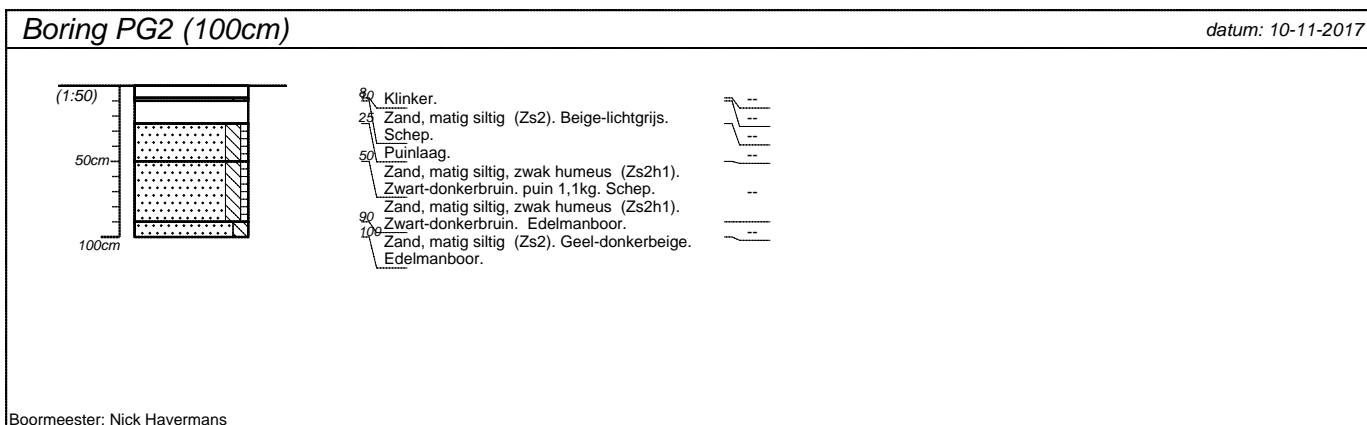 Boring PG2 (100cm)
datum: 10-11-2017
(1:50)
50cm
100cm
8
10 Klinker.
25 Zand, matig siltig (Zs2). Beige-lichtgrijs.
Schep.
50 Puinlaag.
Zand, matig siltig, zwak humeus (Zs2h1).
Zwart-donkerbruin. puin 1,1kg. Schep.
Zand, matig siltig, zwak humeus (Zs2h1).
90 Zwart-donkerbruin. Edelmanboor.
100 Zand, matig siltig (Zs2). Geel-donkerbeige.
Edelmanboor.
--
--
--
--
--
--
Boormeester: Nick Havermans